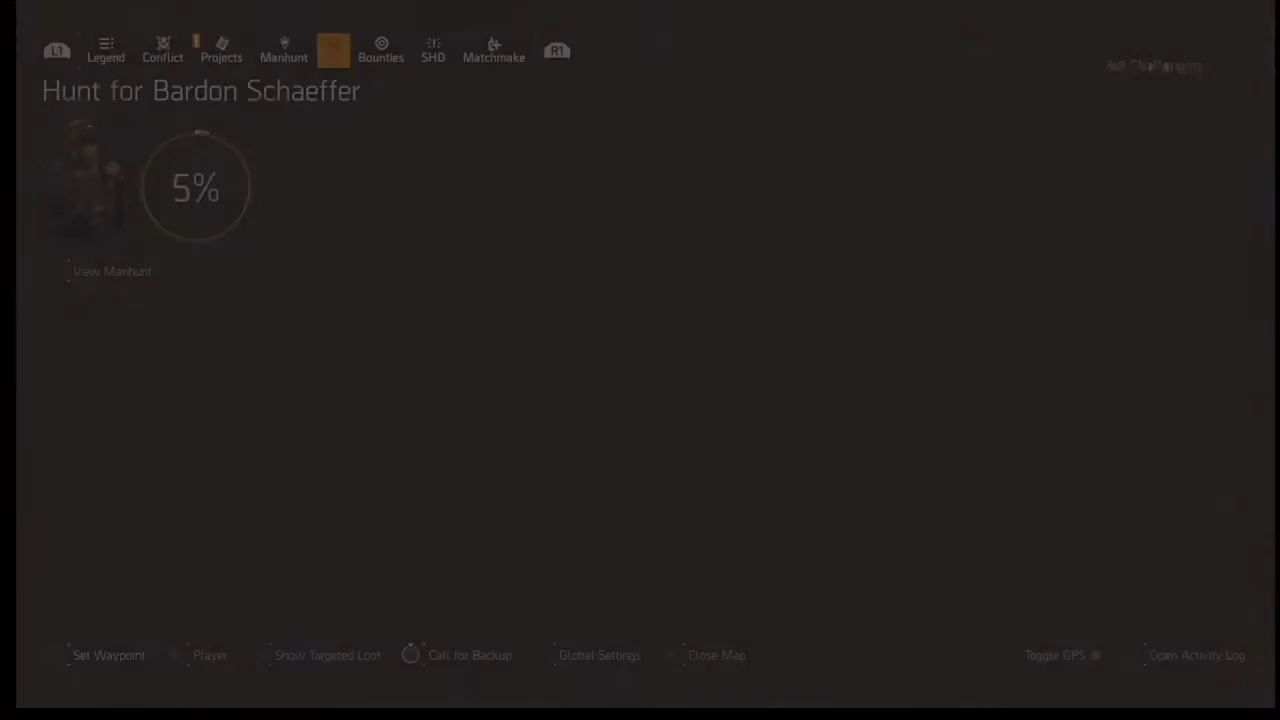 L1 Legend Conflict Projects Manhunt Bounties SHD Matchmake R1
Challenging
Hunt for Bardon Schaeffer
5%
View Manhunt
Set Waypoint Player Show Targeted Loot Call for Backup Global Settings Close Map Toggle GPS Open Activity Log